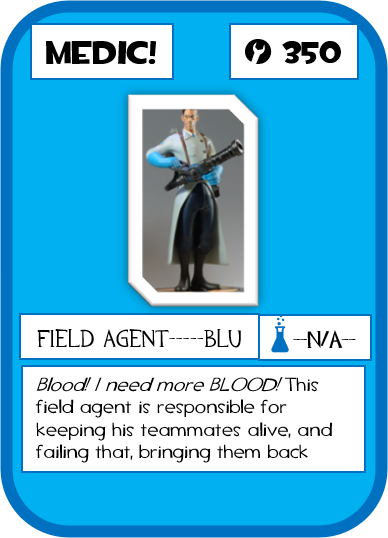 MEDIC!
350
FIELD AGENT-----BLU
--N/A--
Blood! I need more BLOOD! This
field agent is responsible for
keeping his teammates alive, and
failing that, bringing them back